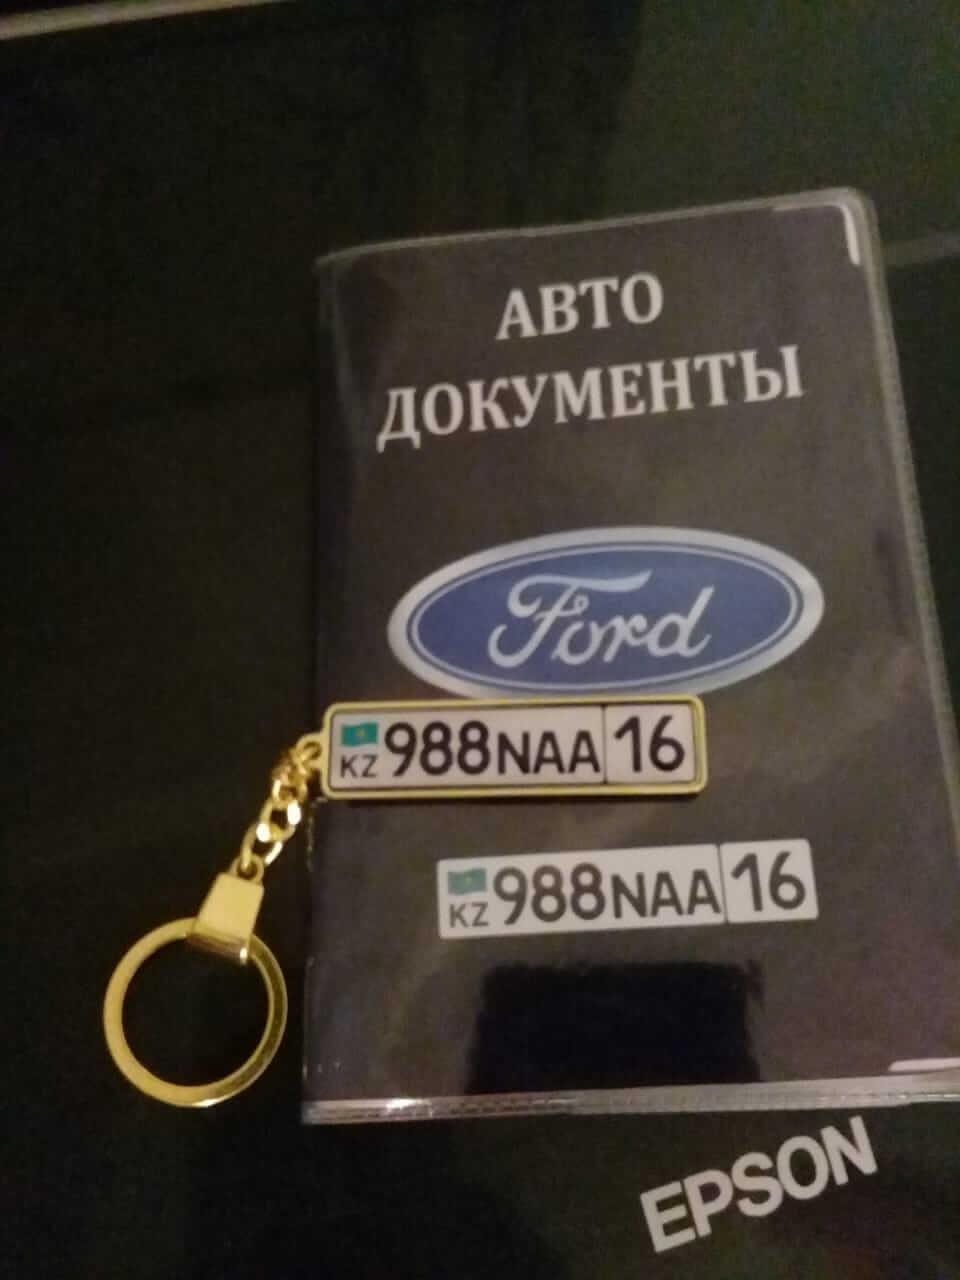 АВТО
ДОКУМЕНТЫ
Ford
KZ 988NAA 16
KZ 988NAA 16
EPSON